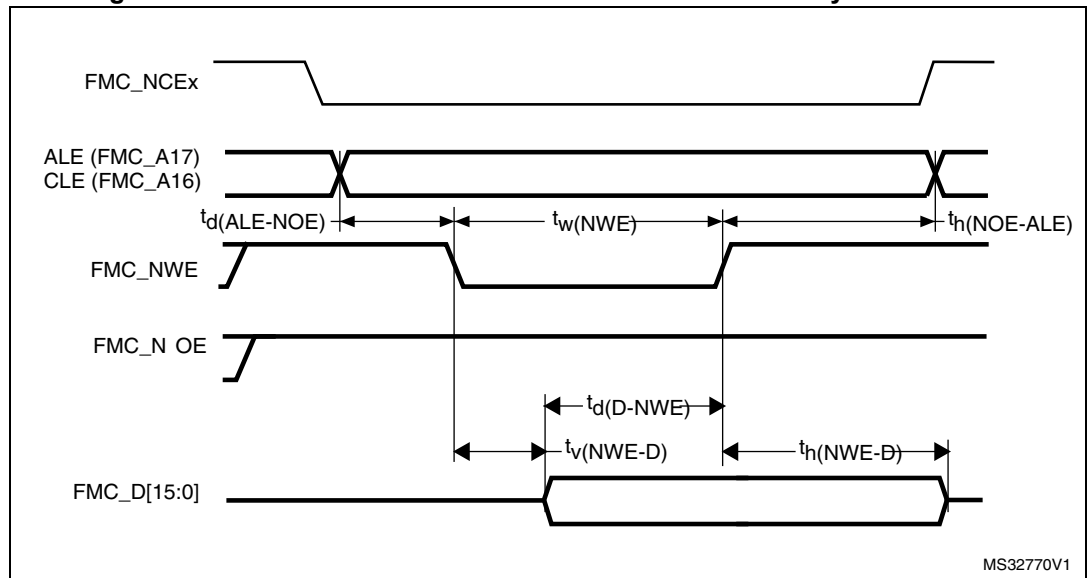 FMC_NCEx
ALE (FMC_A17)
CLE (FMC_A16)
td(ALE-NOE)
tw(NWE)
th(NOE-ALE)
FMC_NWE
FMC_N OE
td(D-NWE)
tv(NWE-D)
th(NWE-D)
FMC_D[15:0]
MS32770V1